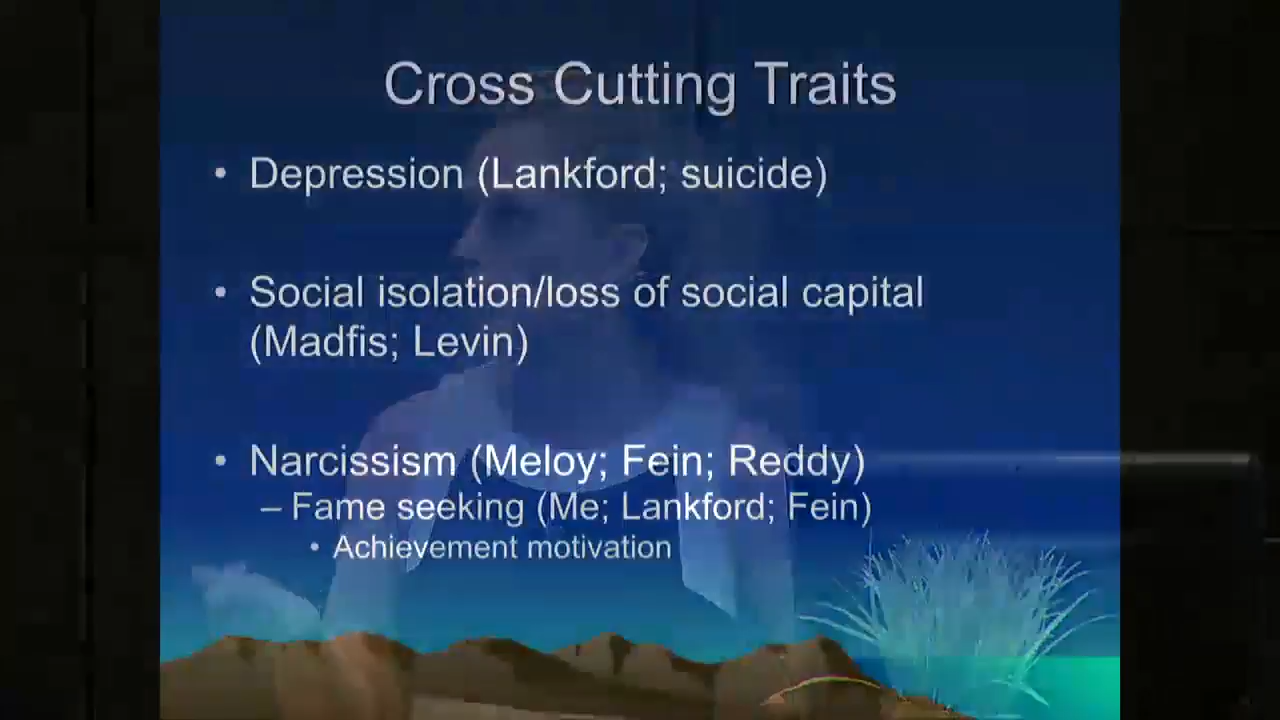 Cross Cutting Traits
• Depression (Lankford; suicide)
• Social isolation/loss of social capital
(Madfis; Levin)
• Narcissism (Meloy; Fein; Reddy)
– Fame seeking (Me; Lankford; Fein)
• Achievement motivation